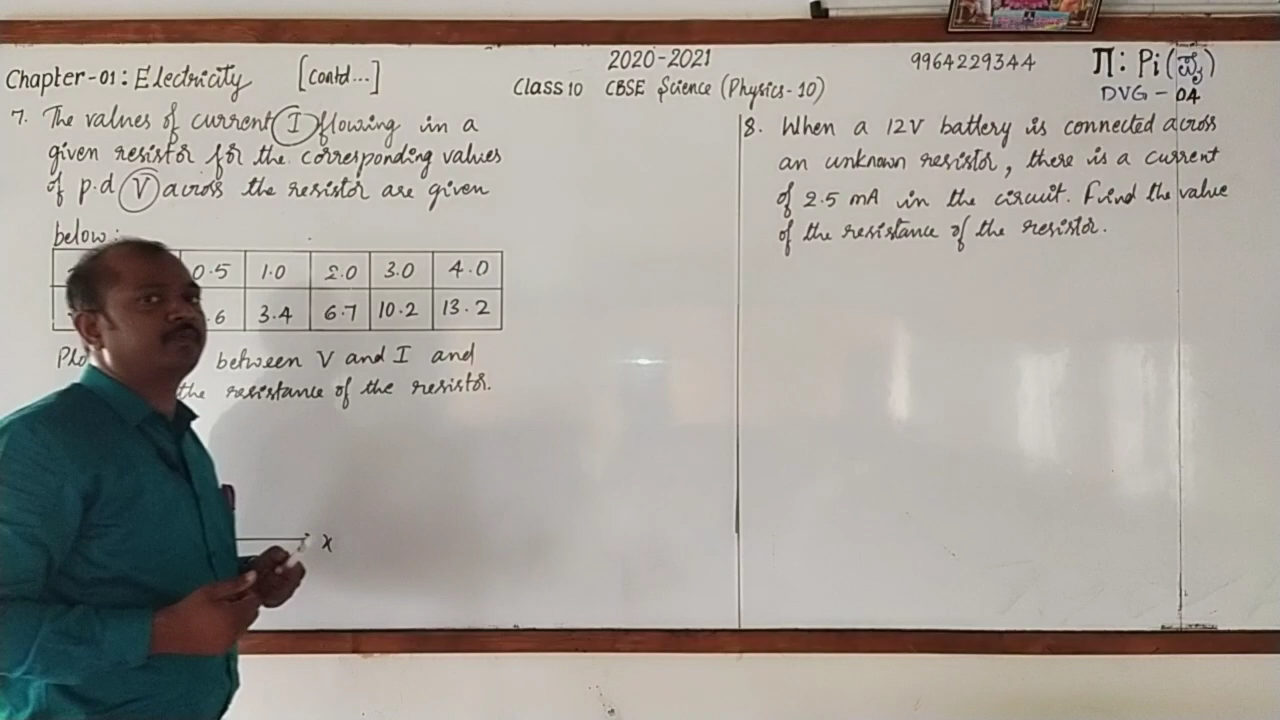 2020-2021
9964229344
Π: Pi
Chapter-01: Electricity [contd...]
Class 10 CBSE Science (Physics-10)
DVG - 04
7. The values of current I flowing in a
given resistor for the corresponding values
of p.d V across the resistor are given
below:
0.5 1.0 2.0 3.0 4.0
.6 3.4 6.7 10.2 13.2
between V and I and
the resistance of the resistor.
x
8. When a 12V battery is connected across
an unknown resistor, there is a current
of 2.5 mA in the circuit. Find the value
of the resistance of the resistor.